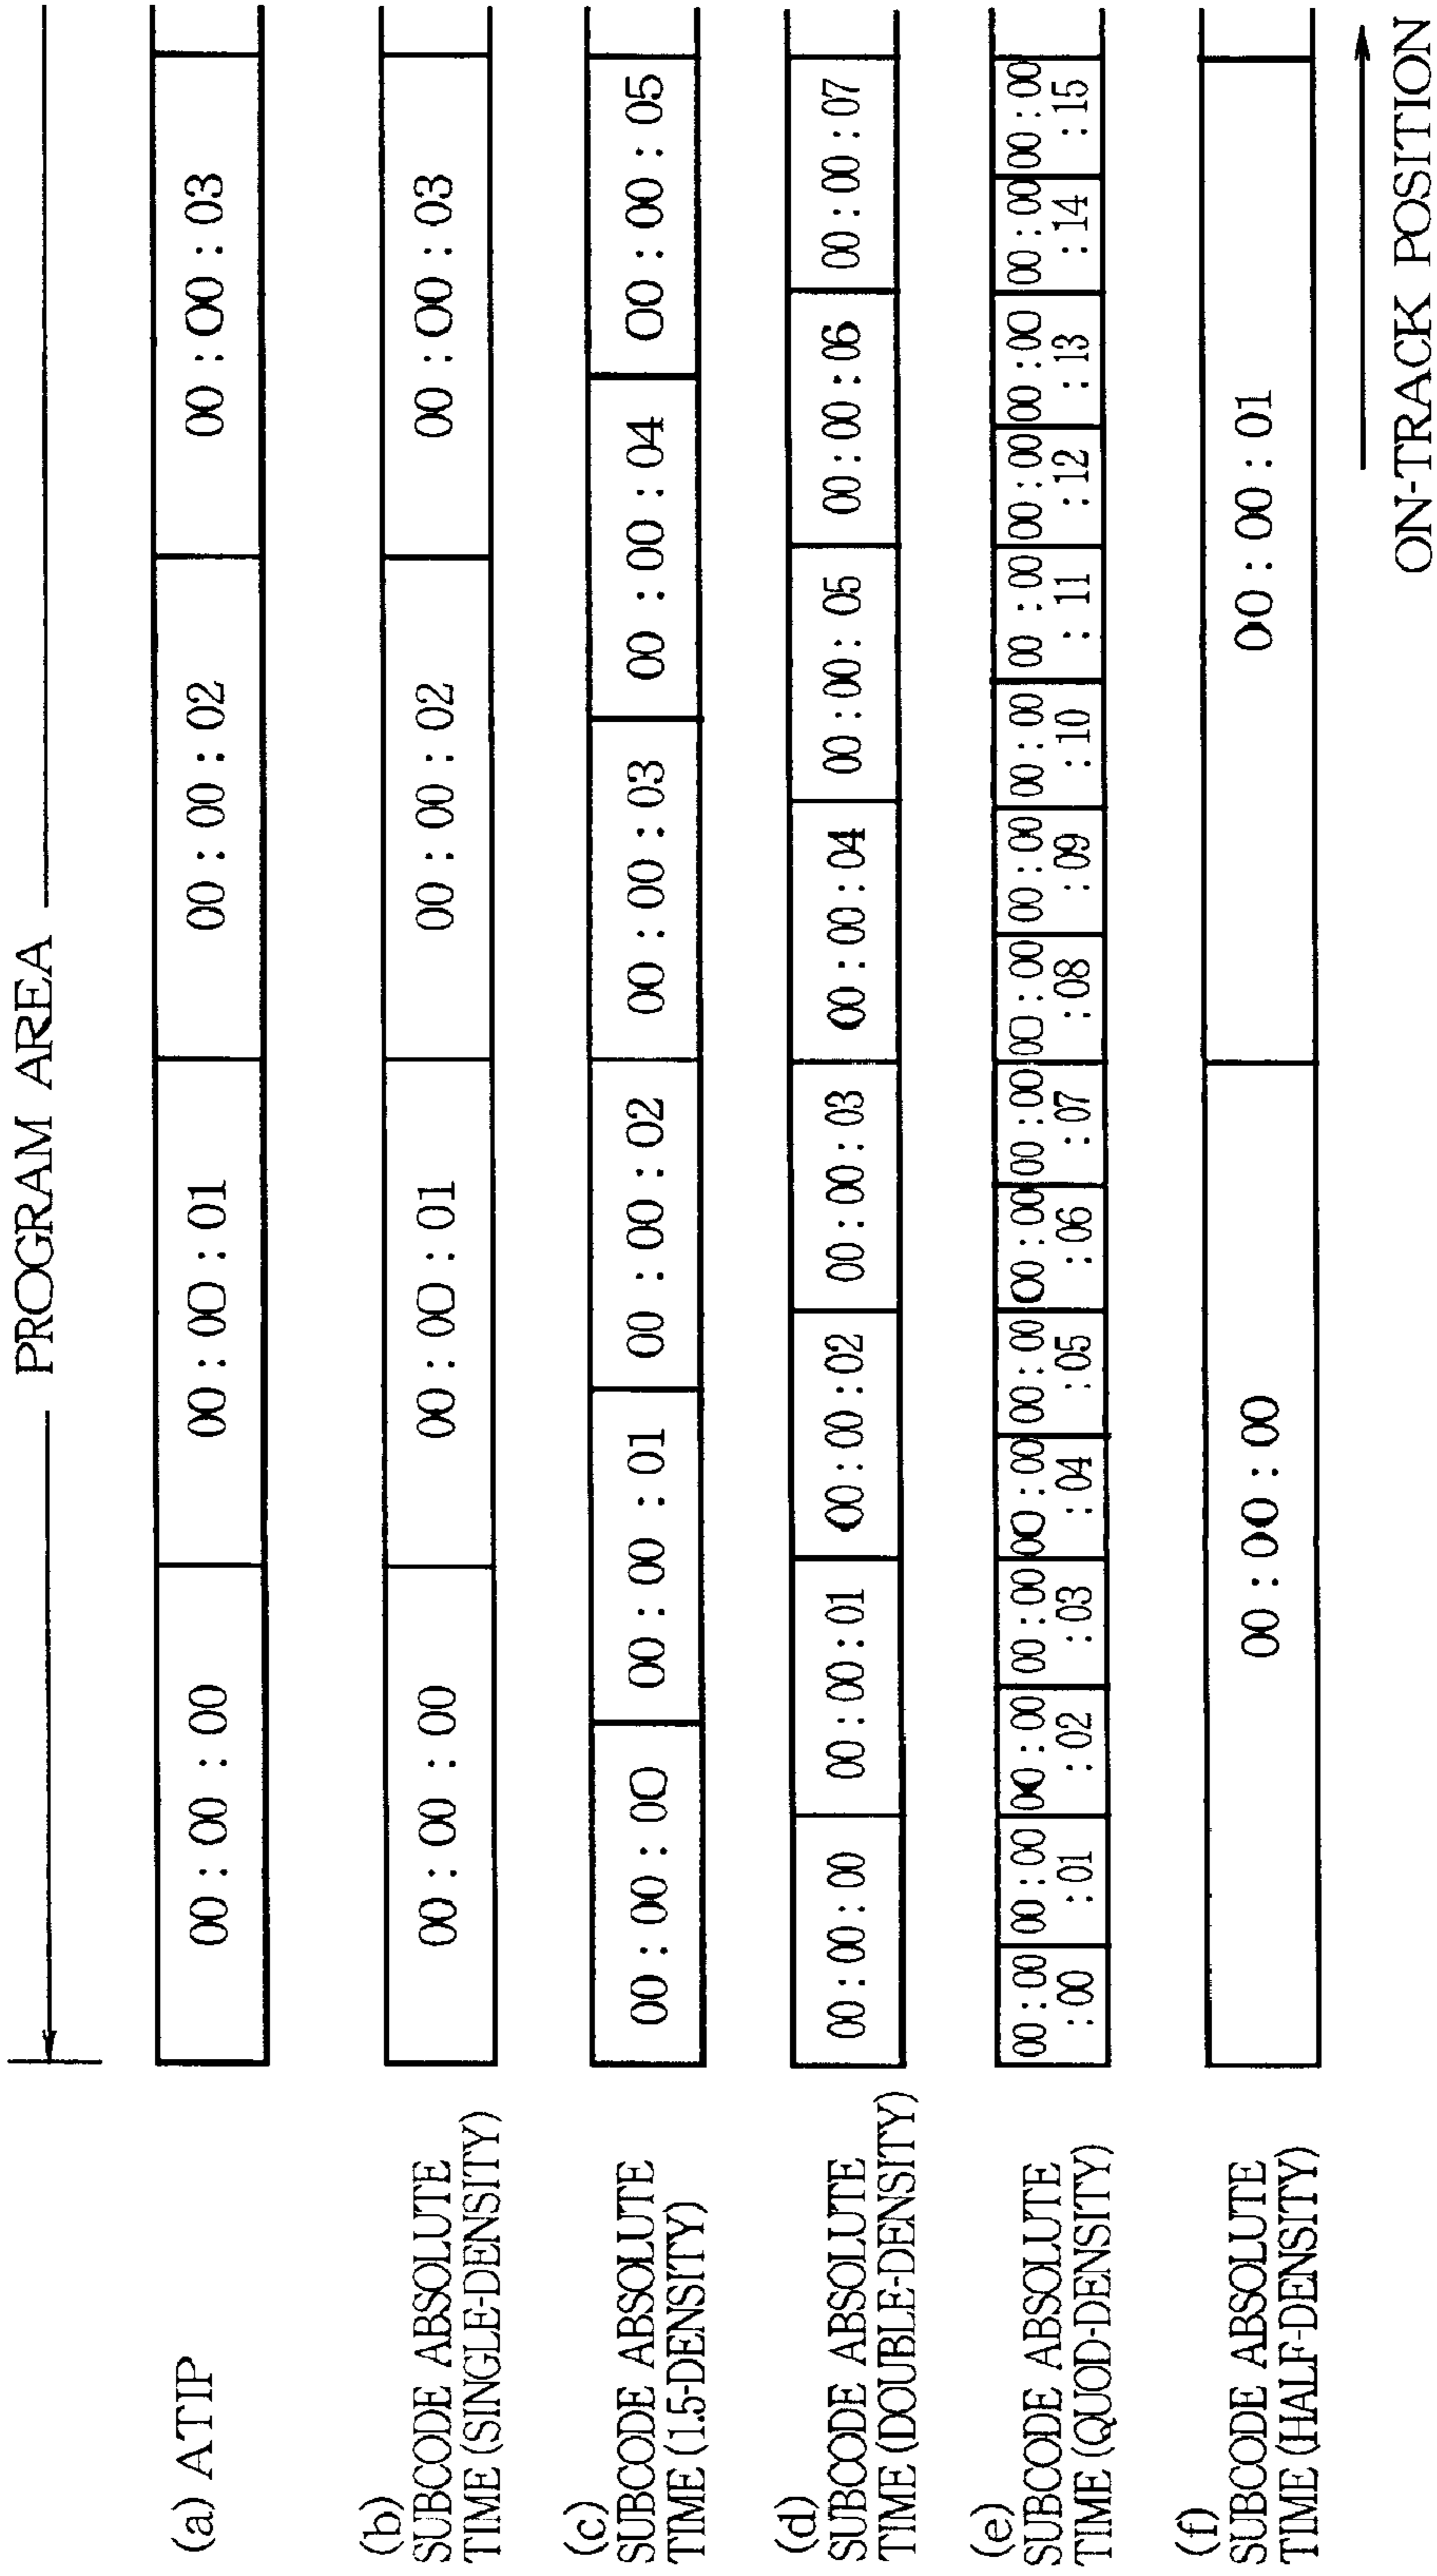 PROGRAM AREA
(a) ATIP
00 : 00 : 00
00 : 00 : 01
00 : 00 : 02
00 : 00 : 03
(b)
SUBCODE ABSOLUTE
TIME (SINGLE-DENSITY)
00 : 00 : 00
00 : 00 : 01
00 : 00 : 02
00 : 00 : 03
(c)
SUBCODE ABSOLUTE
TIME (1.5-DENSITY)
00 : 00 : 00
00 : 00 : 01
00 : 00 : 02
00 : 00 : 03
00 : 00 : 04
00 : 00 : 05
(d)
SUBCODE ABSOLUTE
TIME (DOUBLE-DENSITY)
00 : 00 : 00
00 : 00 : 01
00 : 00 : 02
00 : 00 : 03
00 : 00 : 04
00 : 00 : 05
00 : 00 : 06
00 : 00 : 07
(e)
SUBCODE ABSOLUTE
TIME (QUOD-DENSITY)
00 : 00
: 00
00 : 00
: 01
00 : 00
: 02
00 : 00
: 03
00 : 00
: 04
00 : 00
: 05
00 : 00
: 06
00 : 00
: 07
00 : 00
: 08
00 : 00
: 09
00 : 00
: 10
00 : 00
: 11
00 : 00
: 12
00 : 00
: 13
00 : 00
: 14
00 : 00
: 15
(f)
SUBCODE ABSOLUTE
TIME (HALF-DENSITY)
00 : 00 : 00
00 : 00 : 01
ON-TRACK POSITION